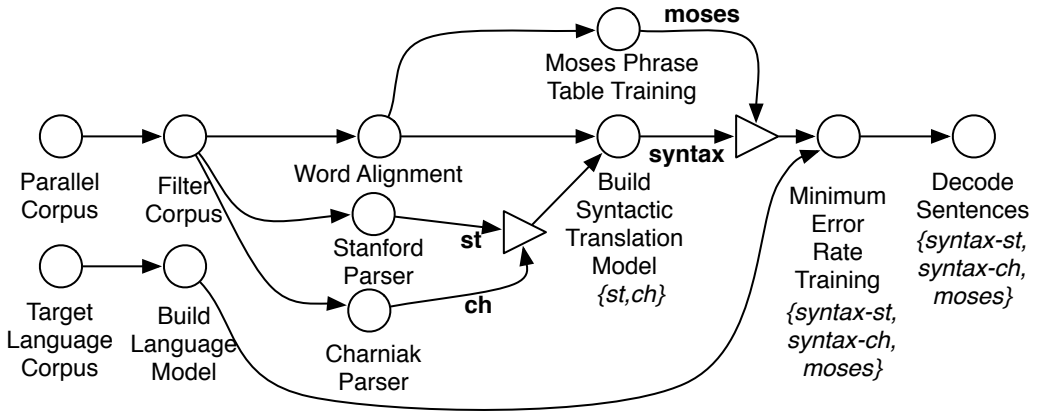 moses
Moses Phrase
Table Training
Parallel
Corpus
Filter
Corpus
Word Alignment
syntax
Build
Syntactic
Translation
Model
{st,ch}
Minimum
Error
Rate
Training
{syntax-st,
syntax-ch,
moses}
Decode
Sentences
{syntax-st,
syntax-ch,
moses}
st
Stanford
Parser
ch
Charniak
Parser
Target
Language
Corpus
Build
Language
Model